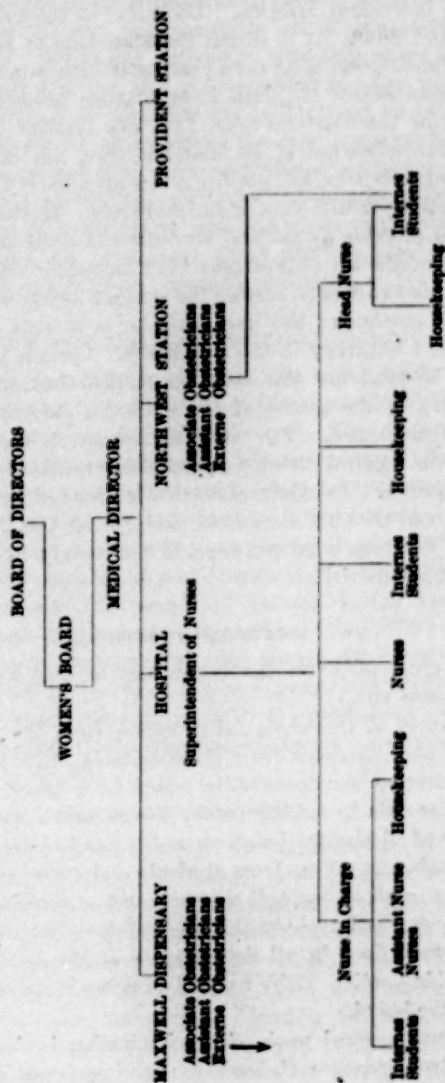 BOARD OF DIRECTORS
WOMEN'S BOARD
MEDICAL DIRECTOR
MAXWELL DISPENSARY
Associate Obstetricians
Assistant Obstetricians
Externe Obstetricians
HOSPITAL
Superintendent of Nurses
NORTHWEST STATION
Associate Obstetricians
Assistant Obstetricians
Externe Obstetricians
PROVIDENT STATION
Nurse in Charge
Internes
Students
Assistant Nurse
Nurses
Housekeeping
Nurses
Internes
Students
Housekeeping
Head Nurse
Housekeeping
Internes
Students